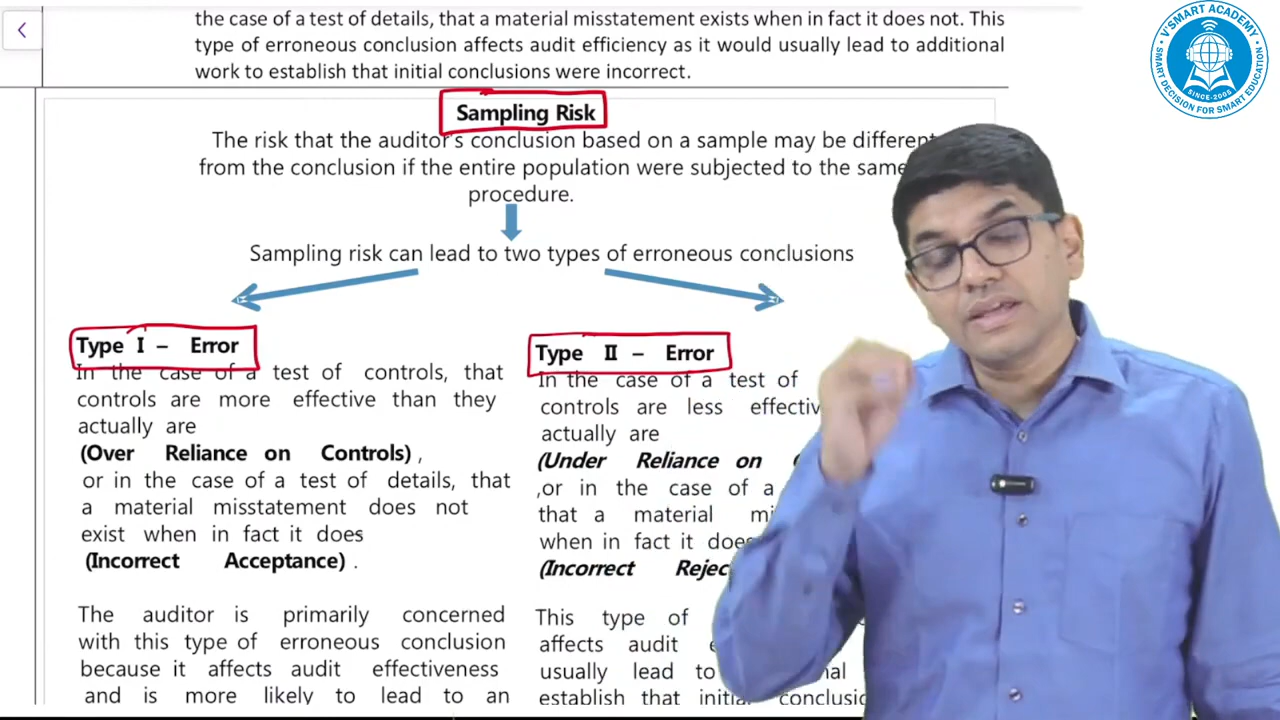 the case of a test of details, that a material misstatement exists when in fact it does not. This
type of erroneous conclusion affects audit efficiency as it would usually lead to additional
work to establish that initial conclusions were incorrect.
Sampling Risk
The risk that the auditor's conclusion based on a sample may be different
from the conclusion if the entire population were subjected to the same
procedure.
Sampling risk can lead to two types of erroneous conclusions
Type I – Error
In the case of a test of controls, that
controls are more effective than they
actually are
(Over Reliance on Controls) ,
or in the case of a test of details, that
a material misstatement does not
exist when in fact it does
(Incorrect Acceptance) .
The auditor is primarily concerned
with this type of erroneous conclusion
because it affects audit effectiveness
and is more likely to lead to an
Type II – Error
In the case of a test of
controls are less
actually are
(Under Reliance on
,or in the case of a
that a material
when in fact it
(Incorrect
This type of
affects audit
usually lead to
establish that
V'SMART ACADEMY
SINCE-2005
SMART DECISION FOR SMART EDUCATION